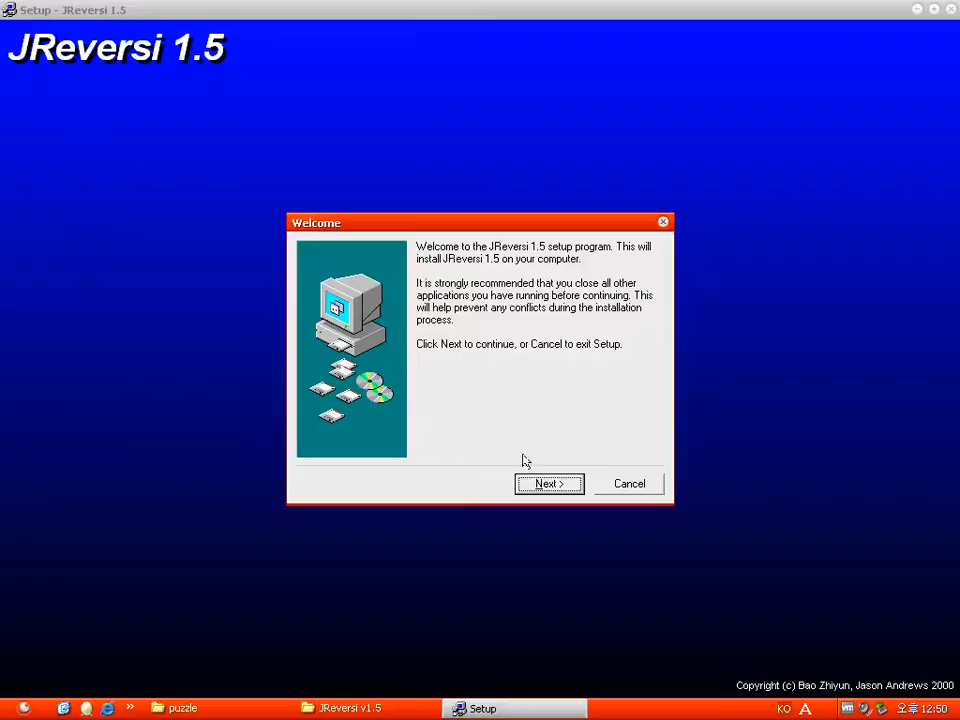 Setup - JReversi 1.5
JReversi 1.5
Welcome
Welcome to the JReversi 1.5 setup program. This will
install JReversi 1.5 on your computer.
It is strongly recommended that you close all other
applications you have running before continuing. This
will help prevent any conflicts during the installation
process.
Click Next to continue, or Cancel to exit Setup.
Next >
Cancel
Copyright (c) Bao Zhiyun, Jason Andrews 2000
» puzzle JReversi v1.5 Setup KO A 오후 12:50